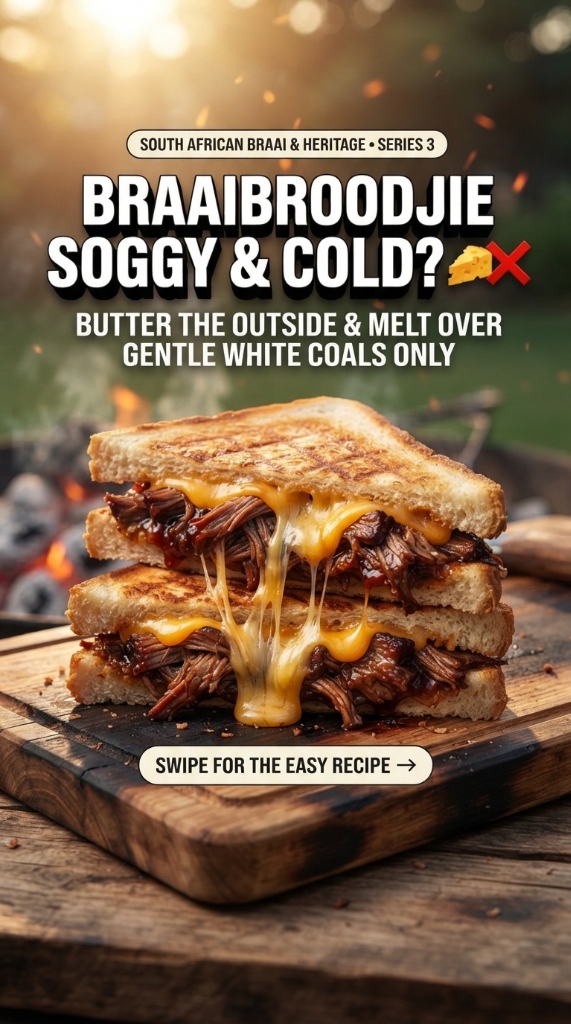 SOUTH AFRICAN BRAAI & HERITAGE • SERIES 3
BRAAIBROODJIE
SOGGY & COLD? 🧀❌
BUTTER THE OUTSIDE & MELT OVER
GENTLE WHITE COALS ONLY
SWIPE FOR THE EASY RECIPE →